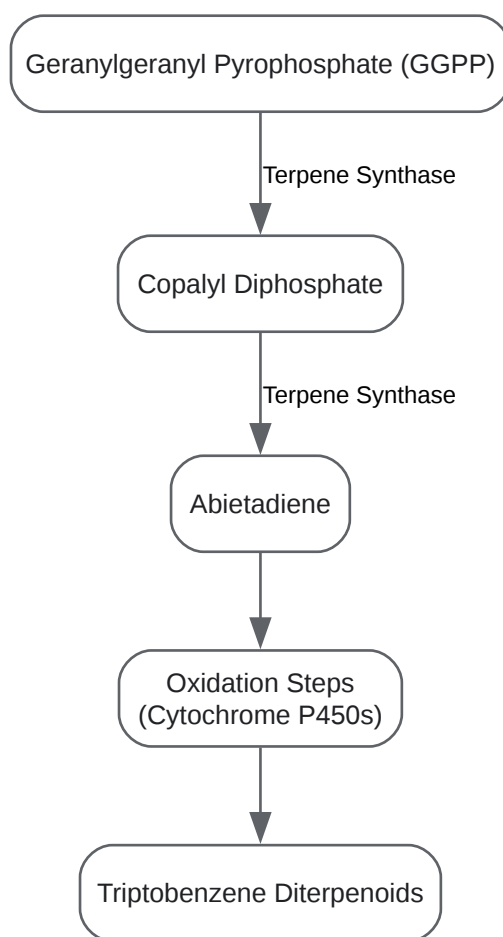 Geranylgeranyl Pyrophosphate (GGPP)
Terpene Synthase
Copalyl Diphosphate
Terpene Synthase
Abietadiene
Oxidation Steps
(Cytochrome P450s)
Triptobenzene Diterpenoids